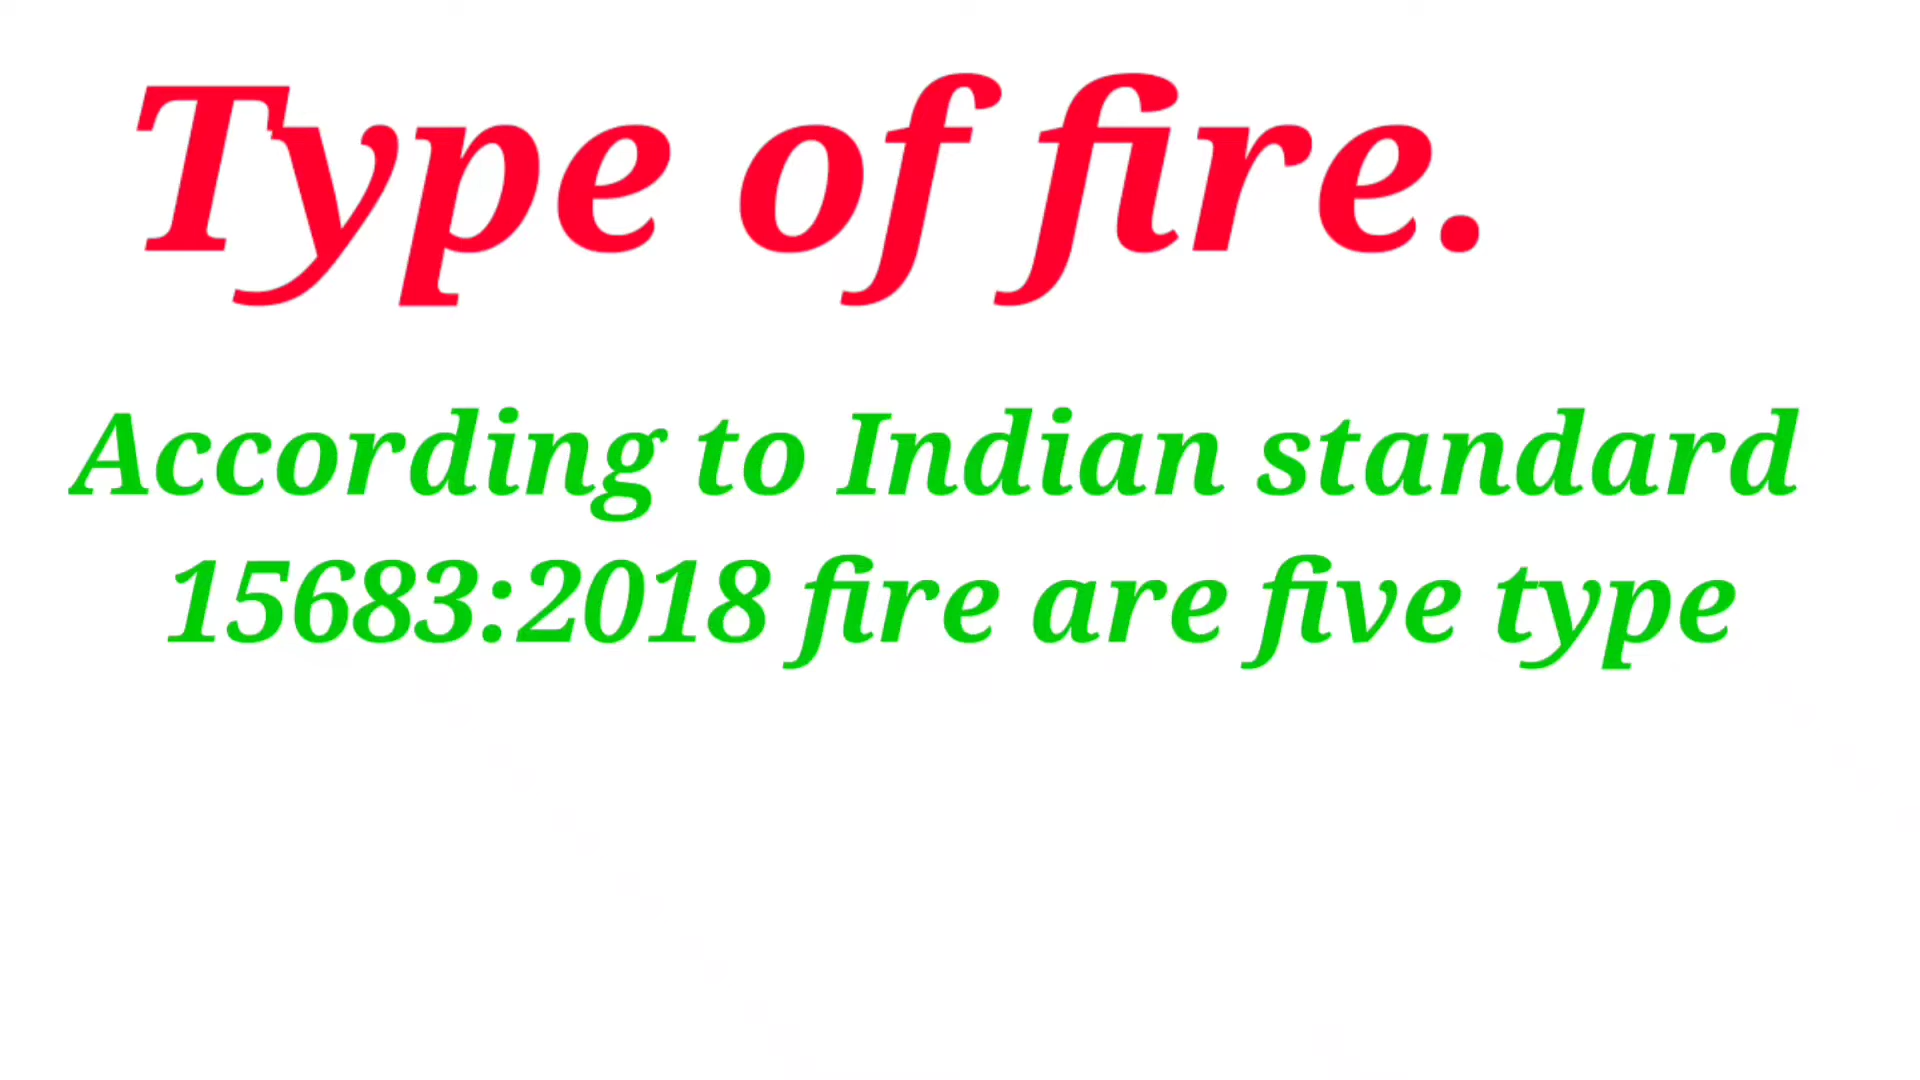 Type of fire.
According to Indian standard
15683:2018 fire are five type